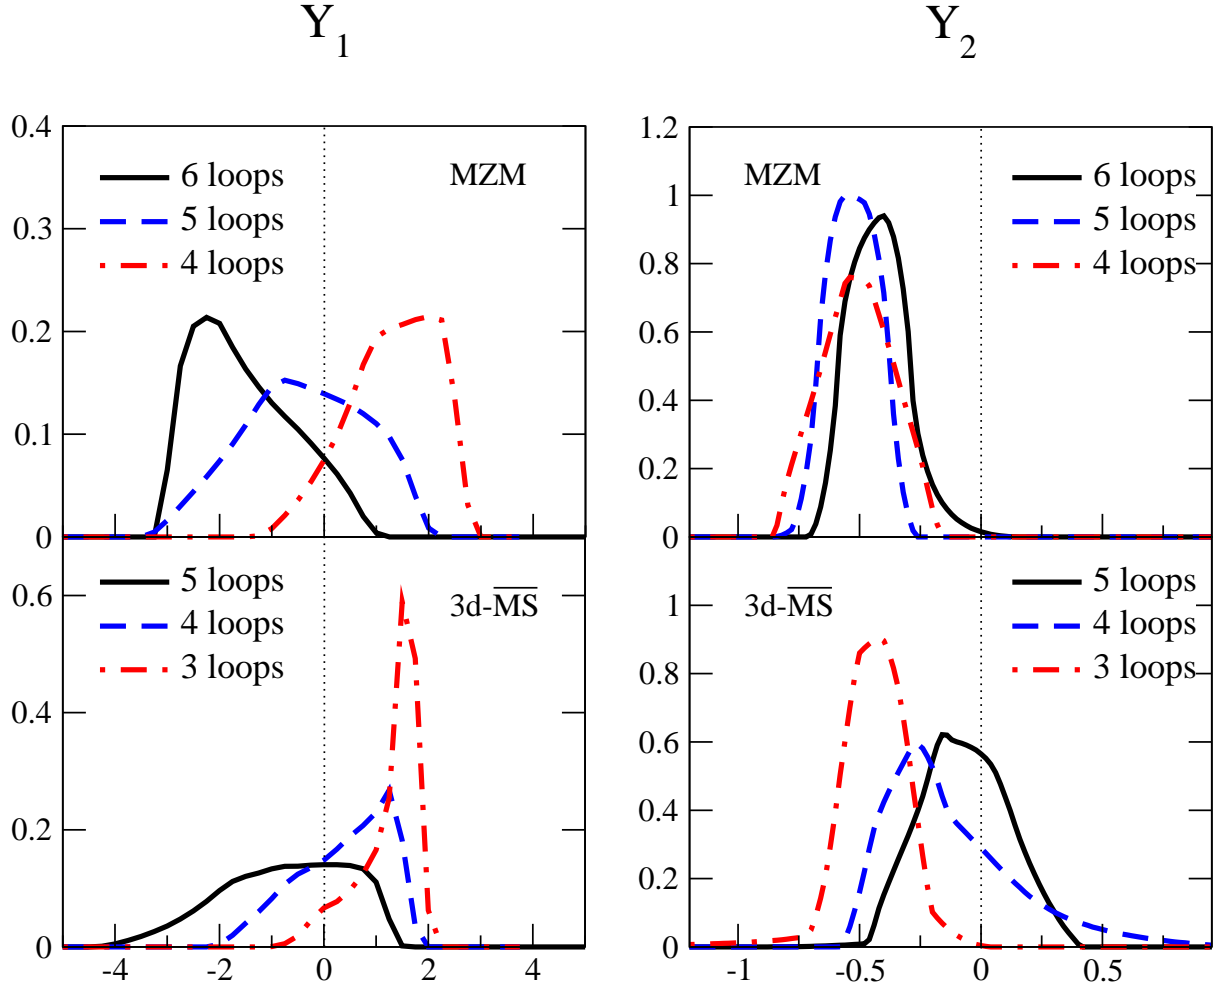 Y1 Y2
0.4 1.2
6 loops MZM MZM 6 loops
5 loops 5 loops
4 loops 4 loops
0.3 1
0.8
0.2 0.6
0.1 0.4
0.2
0 0
5 loops 3d-MS 3d-MS 5 loops
4 loops 4 loops
3 loops 3 loops
0.6 1
0.8
0.4 0.6
0.2 0.4
0.2
0 0
-4 -2 0 2 4 -1 -0.5 0 0.5